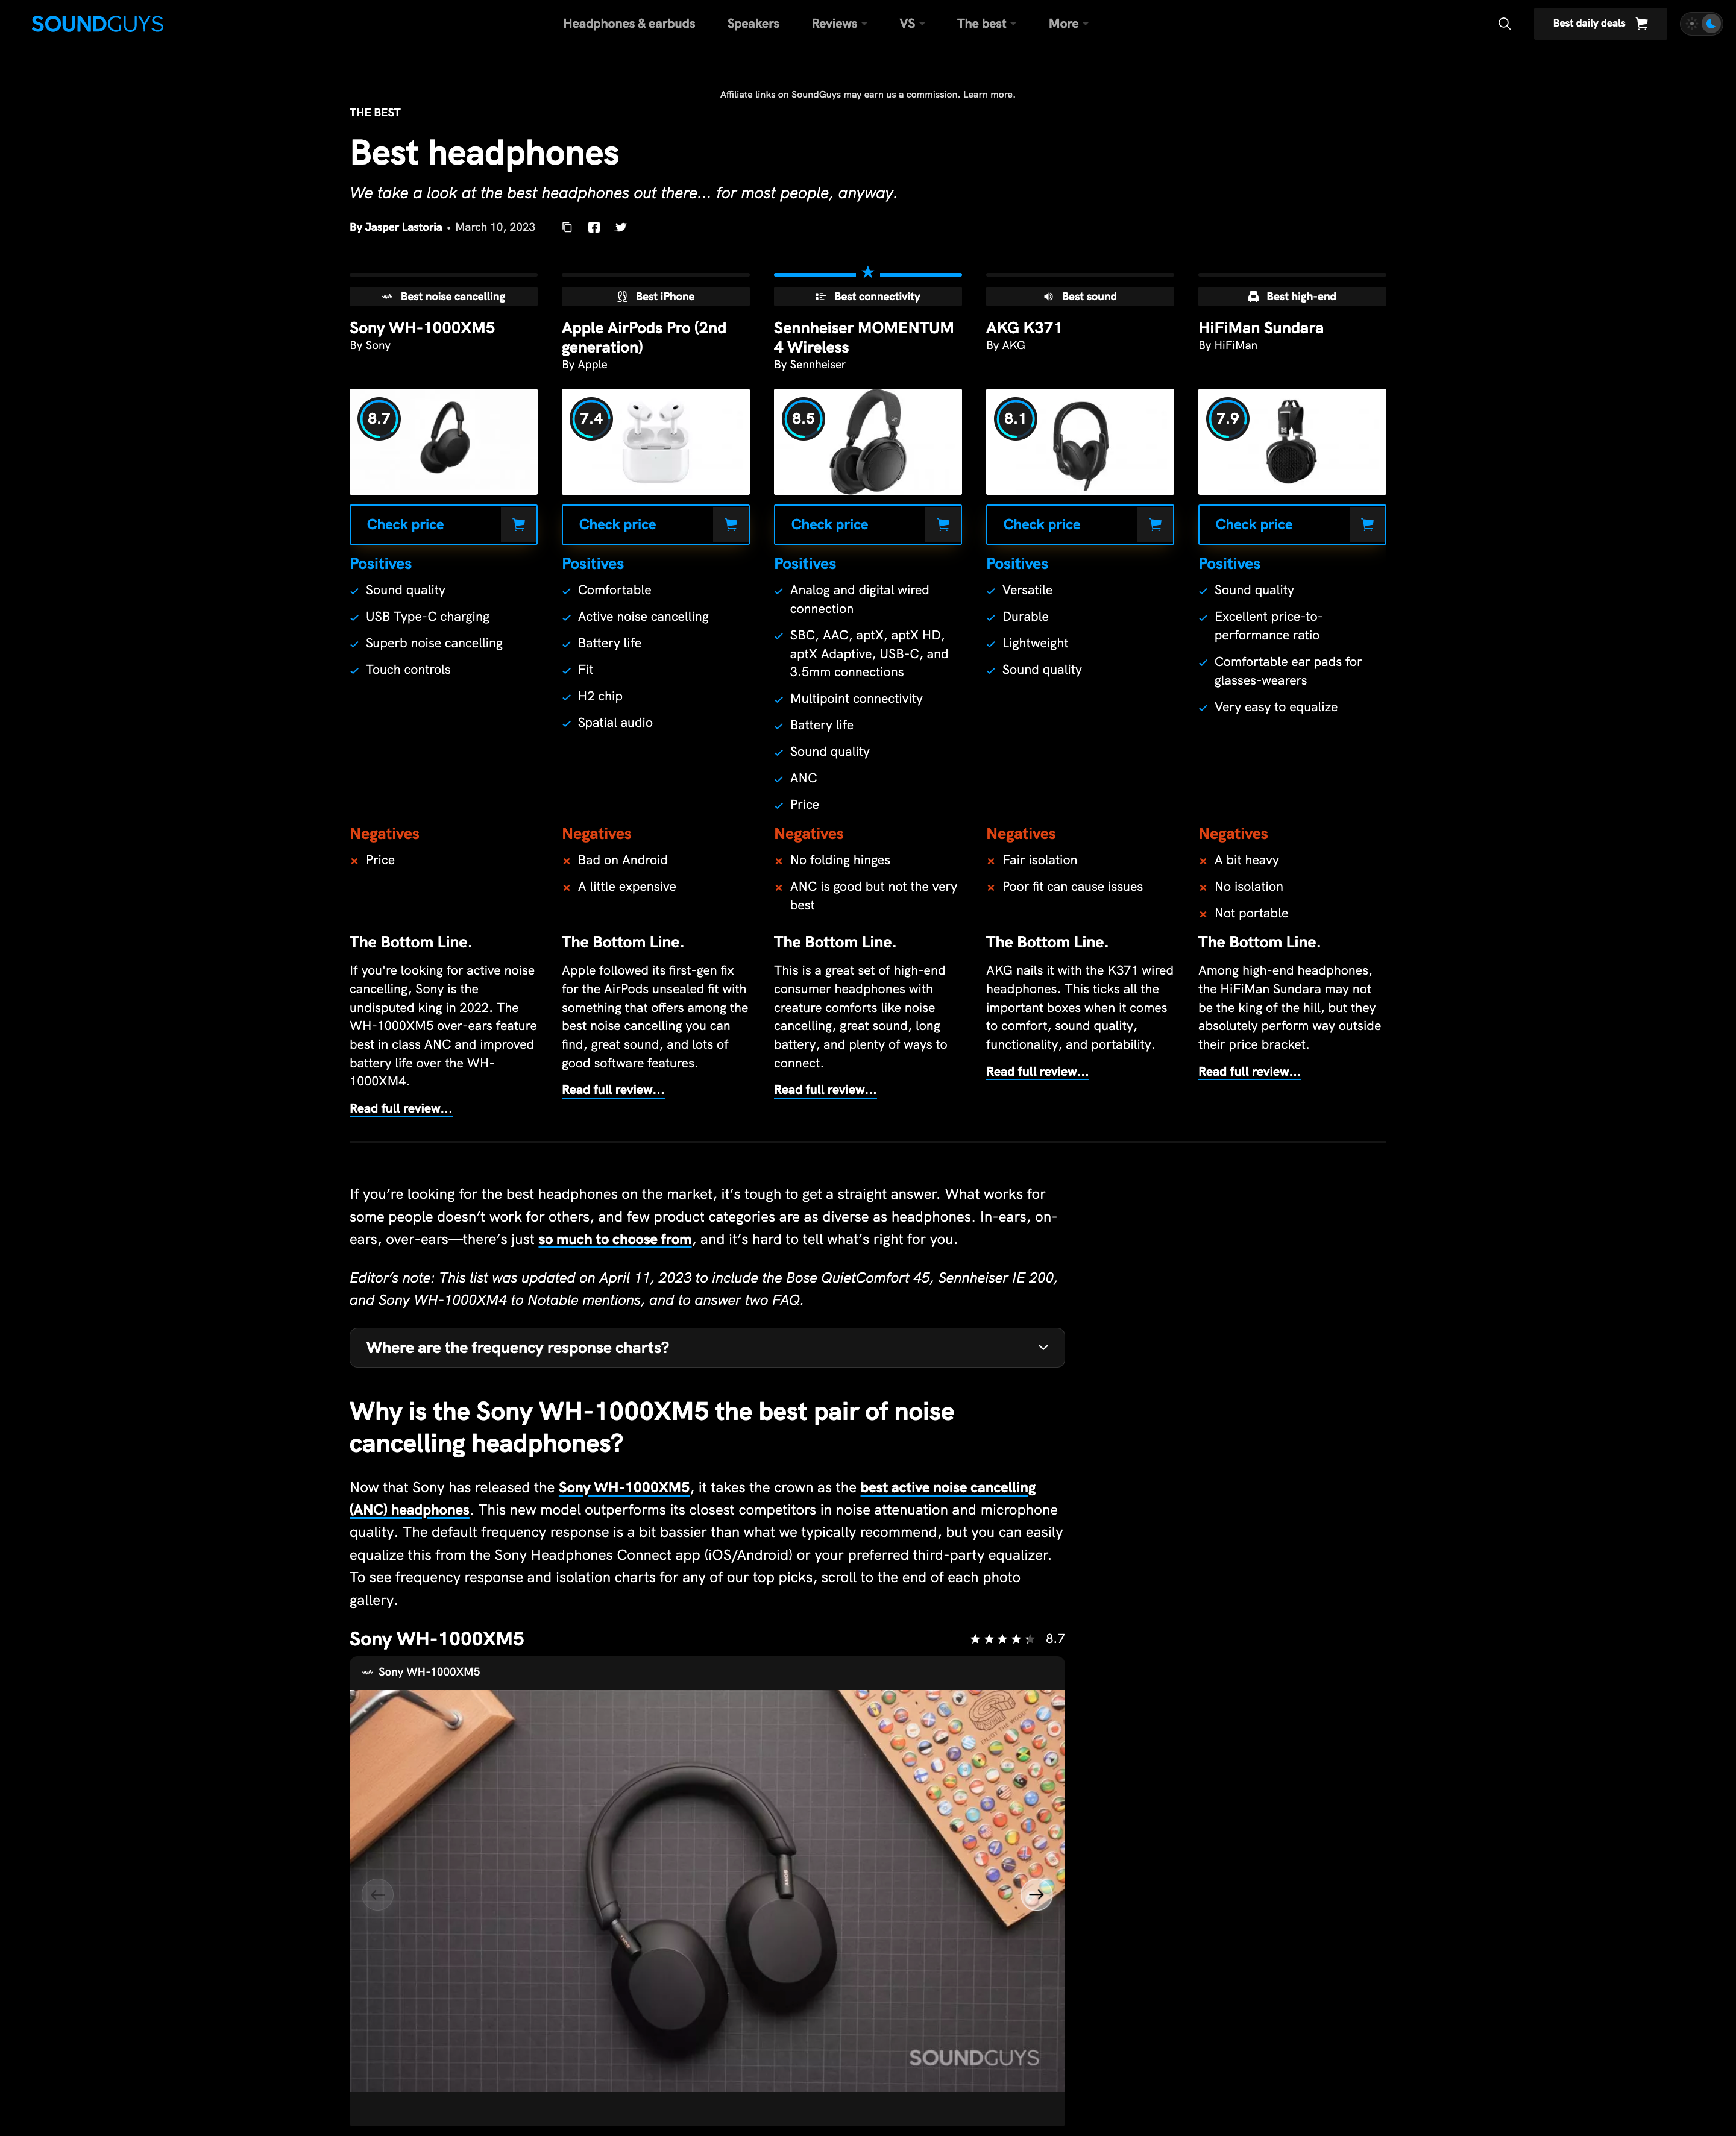 SOUNDGUYS
Headphones & earbuds
Speakers
Reviews
VS
The best
More
Best daily deals
Affiliate links on SoundGuys may earn us a commission. Learn more.
THE BEST
Best headphones
We take a look at the best headphones out there... for most people, anyway.
By Jasper Lastoria • March 10, 2023
Best noise cancelling
Sony WH-1000XM5
By Sony
8.7
Check price
Positives
Sound quality
USB Type-C charging
Superb noise cancelling
Touch controls
Negatives
Price
The Bottom Line.
If you're looking for active noise
cancelling, Sony is the
undisputed king in 2022. The
WH-1000XM5 over-ears feature
best in class ANC and improved
battery life over the WH-
1000XM4.
Read full review...
Best iPhone
Apple AirPods Pro (2nd
generation)
By Apple
7.4
Check price
Positives
Comfortable
Active noise cancelling
Battery life
Fit
H2 chip
Spatial audio
Negatives
Bad on Android
A little expensive
The Bottom Line.
Apple followed its first-gen fix
for the AirPods unsealed fit with
something that offers among the
best noise cancelling you can
find, great sound, and lots of
good software features.
Read full review...
Best connectivity
Sennheiser MOMENTUM
4 Wireless
By Sennheiser
8.5
Check price
Positives
Analog and digital wired
connection
SBC, AAC, aptX, aptX HD,
aptX Adaptive, USB-C, and
3.5mm connections
Multipoint connectivity
Battery life
Sound quality
ANC
Price
Negatives
No folding hinges
ANC is good but not the very
best
The Bottom Line.
This is a great set of high-end
consumer headphones with
creature comforts like noise
cancelling, great sound, long
battery, and plenty of ways to
connect.
Read full review...
Best sound
AKG K371
By AKG
8.1
Check price
Positives
Versatile
Durable
Lightweight
Sound quality
Negatives
Fair isolation
Poor fit can cause issues
The Bottom Line.
AKG nails it with the K371 wired
headphones. This ticks all the
important boxes when it comes
to comfort, sound quality,
functionality, and portability.
Read full review...
Best high-end
HiFiMan Sundara
By HiFiMan
7.9
Check price
Positives
Sound quality
Excellent price-to-
performance ratio
Comfortable ear pads for
glasses-wearers
Very easy to equalize
Negatives
A bit heavy
No isolation
Not portable
The Bottom Line.
Among high-end headphones,
the HiFiMan Sundara may not
be the king of the hill, but they
absolutely perform way outside
their price bracket.
Read full review...
If you’re looking for the best headphones on the market, it’s tough to get a straight answer. What works for
some people doesn’t work for others, and few product categories are as diverse as headphones. In-ears, on-
ears, over-ears—there’s just so much to choose from, and it’s hard to tell what’s right for you.
Editor’s note: This list was updated on April 11, 2023 to include the Bose QuietComfort 45, Sennheiser IE 200,
and Sony WH-1000XM4 to Notable mentions, and to answer two FAQ.
Where are the frequency response charts?
Why is the Sony WH-1000XM5 the best pair of noise
cancelling headphones?
Now that Sony has released the Sony WH-1000XM5, it takes the crown as the best active noise cancelling
(ANC) headphones. This new model outperforms its closest competitors in noise attenuation and microphone
quality. The default frequency response is a bit bassier than what we typically recommend, but you can easily
equalize this from the Sony Headphones Connect app (iOS/Android) or your preferred third-party equalizer.
To see frequency response and isolation charts for any of our top picks, scroll to the end of each photo
gallery.
Sony WH-1000XM5
8.7
Sony WH-1000XM5
ENJOY THE WOOD
SONY
SONY
SOUNDGUYS